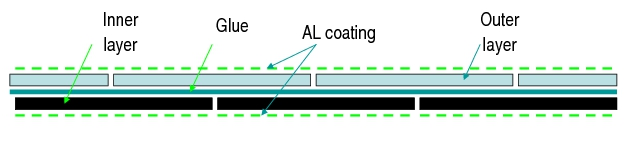 Inner
layer
Glue
AL coating
Outer
layer